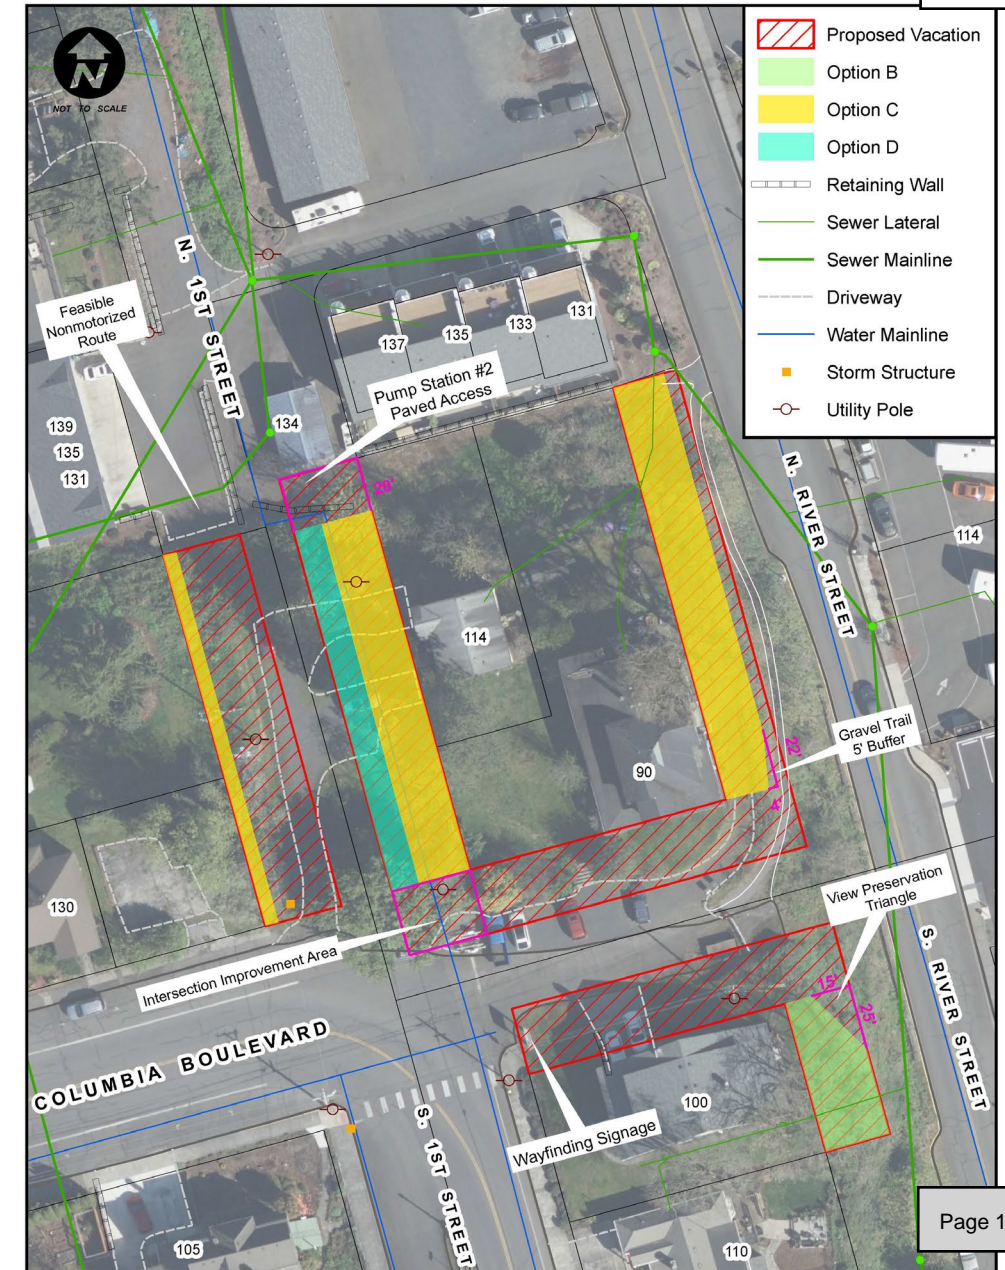 N
NOT TO SCALE
Proposed Vacation
Option B
Option C
Option D
Retaining Wall
Sewer Lateral
Sewer Mainline
Driveway
Water Mainline
Storm Structure
Utility Pole
N. 1ST STREET
Feasible
Nonmotorized
Route
137
135
133
131
Pump Station #2
Paved Access
139
135
131
134
20'
N. RIVER STREET
114
114
Gravel Trail
5' Buffer
22'
4'
90
130
View Preservation
Triangle
Intersection Improvement Area
15'
25'
S. RIVER STREET
COLUMBIA BOULEVARD
S. 1ST STREET
100
Wayfinding Signage
105
110
Page 1